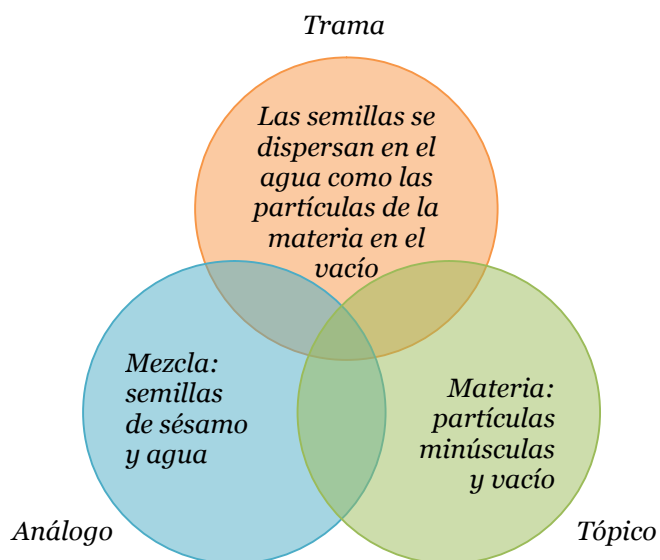 Trama
Las semillas se
dispersan en el
agua como las
partículas de la
materia en el
vacío
Mezcla:
semillas
de sésamo
y agua
Materia:
partículas
minúsculas
y vacío
Análogo
Tópico